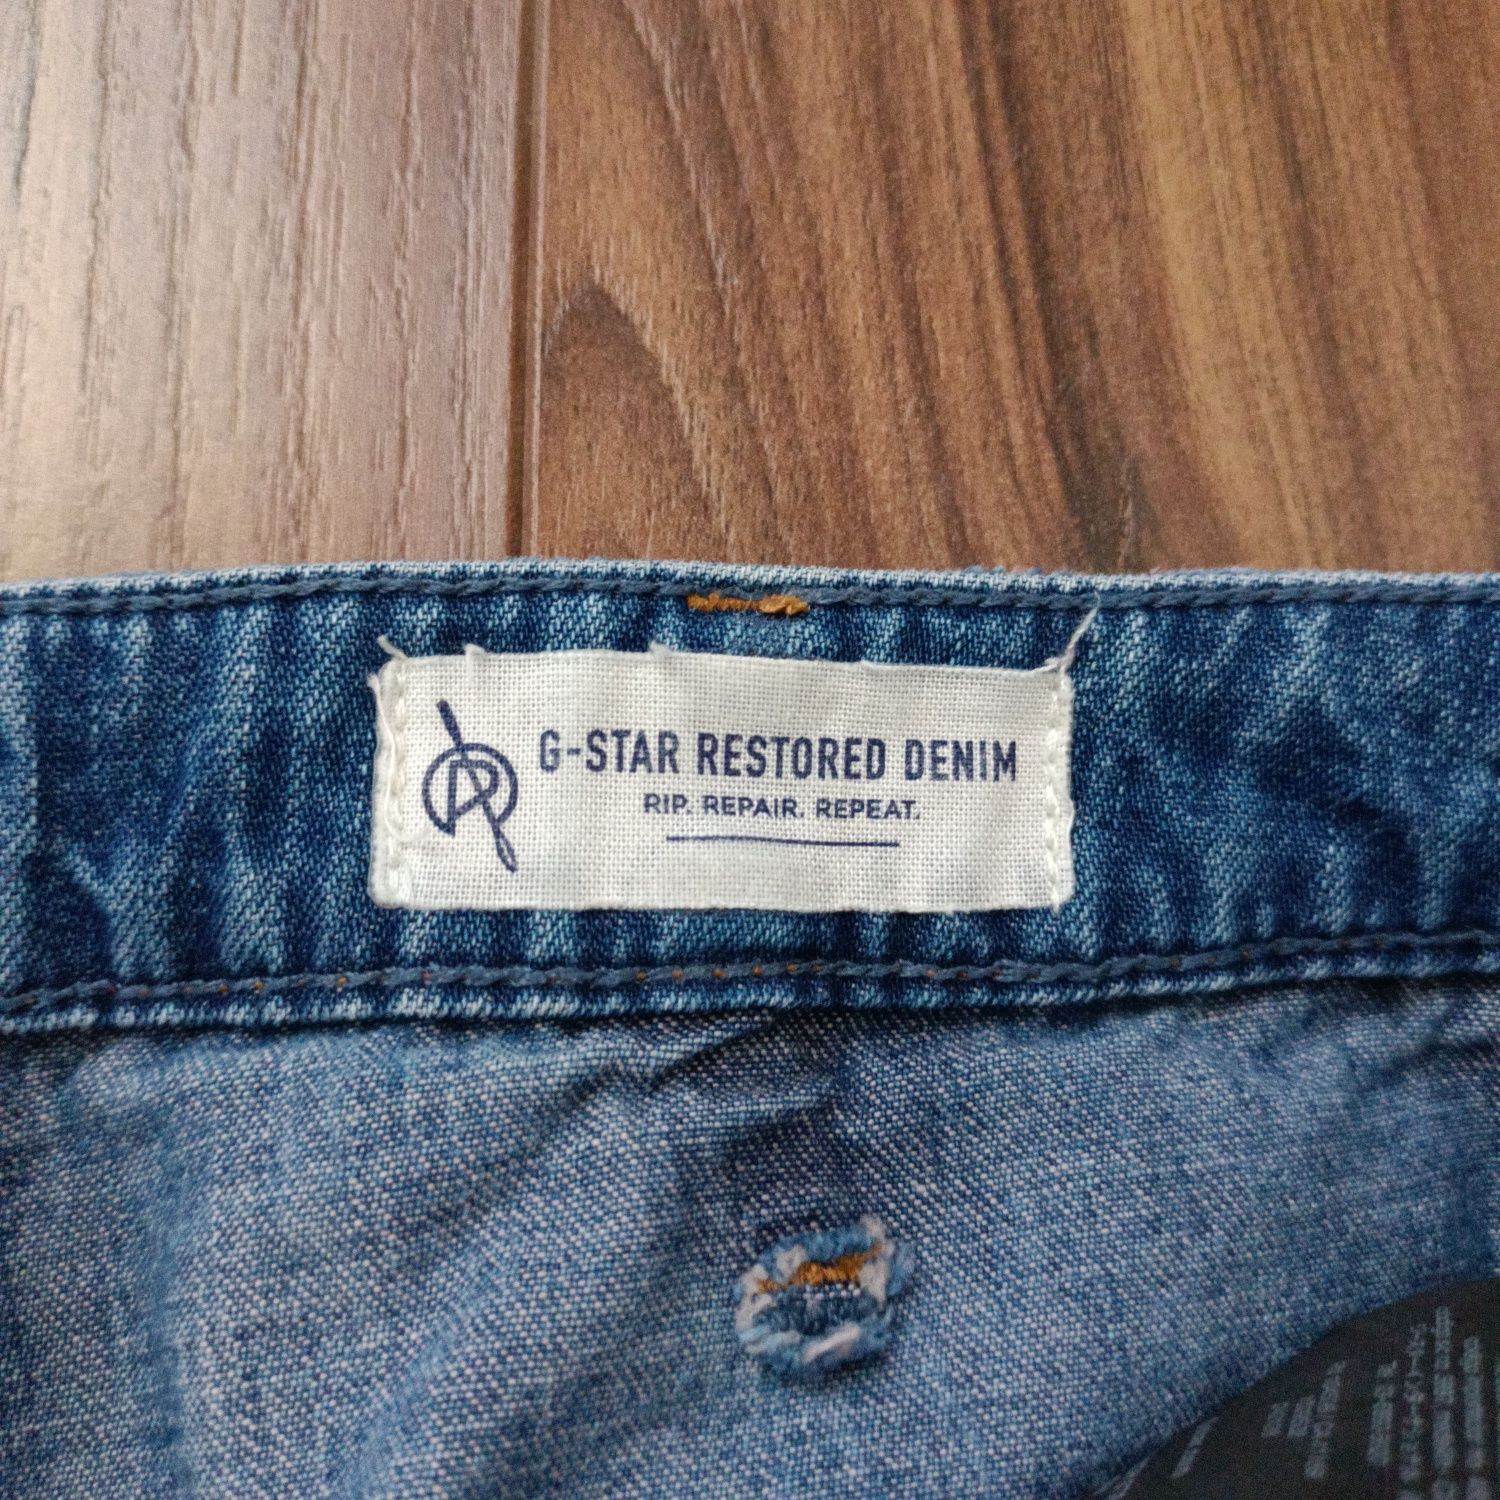 G-STAR RESTORED DENIM
RIP. REPAIR. REPEAT.